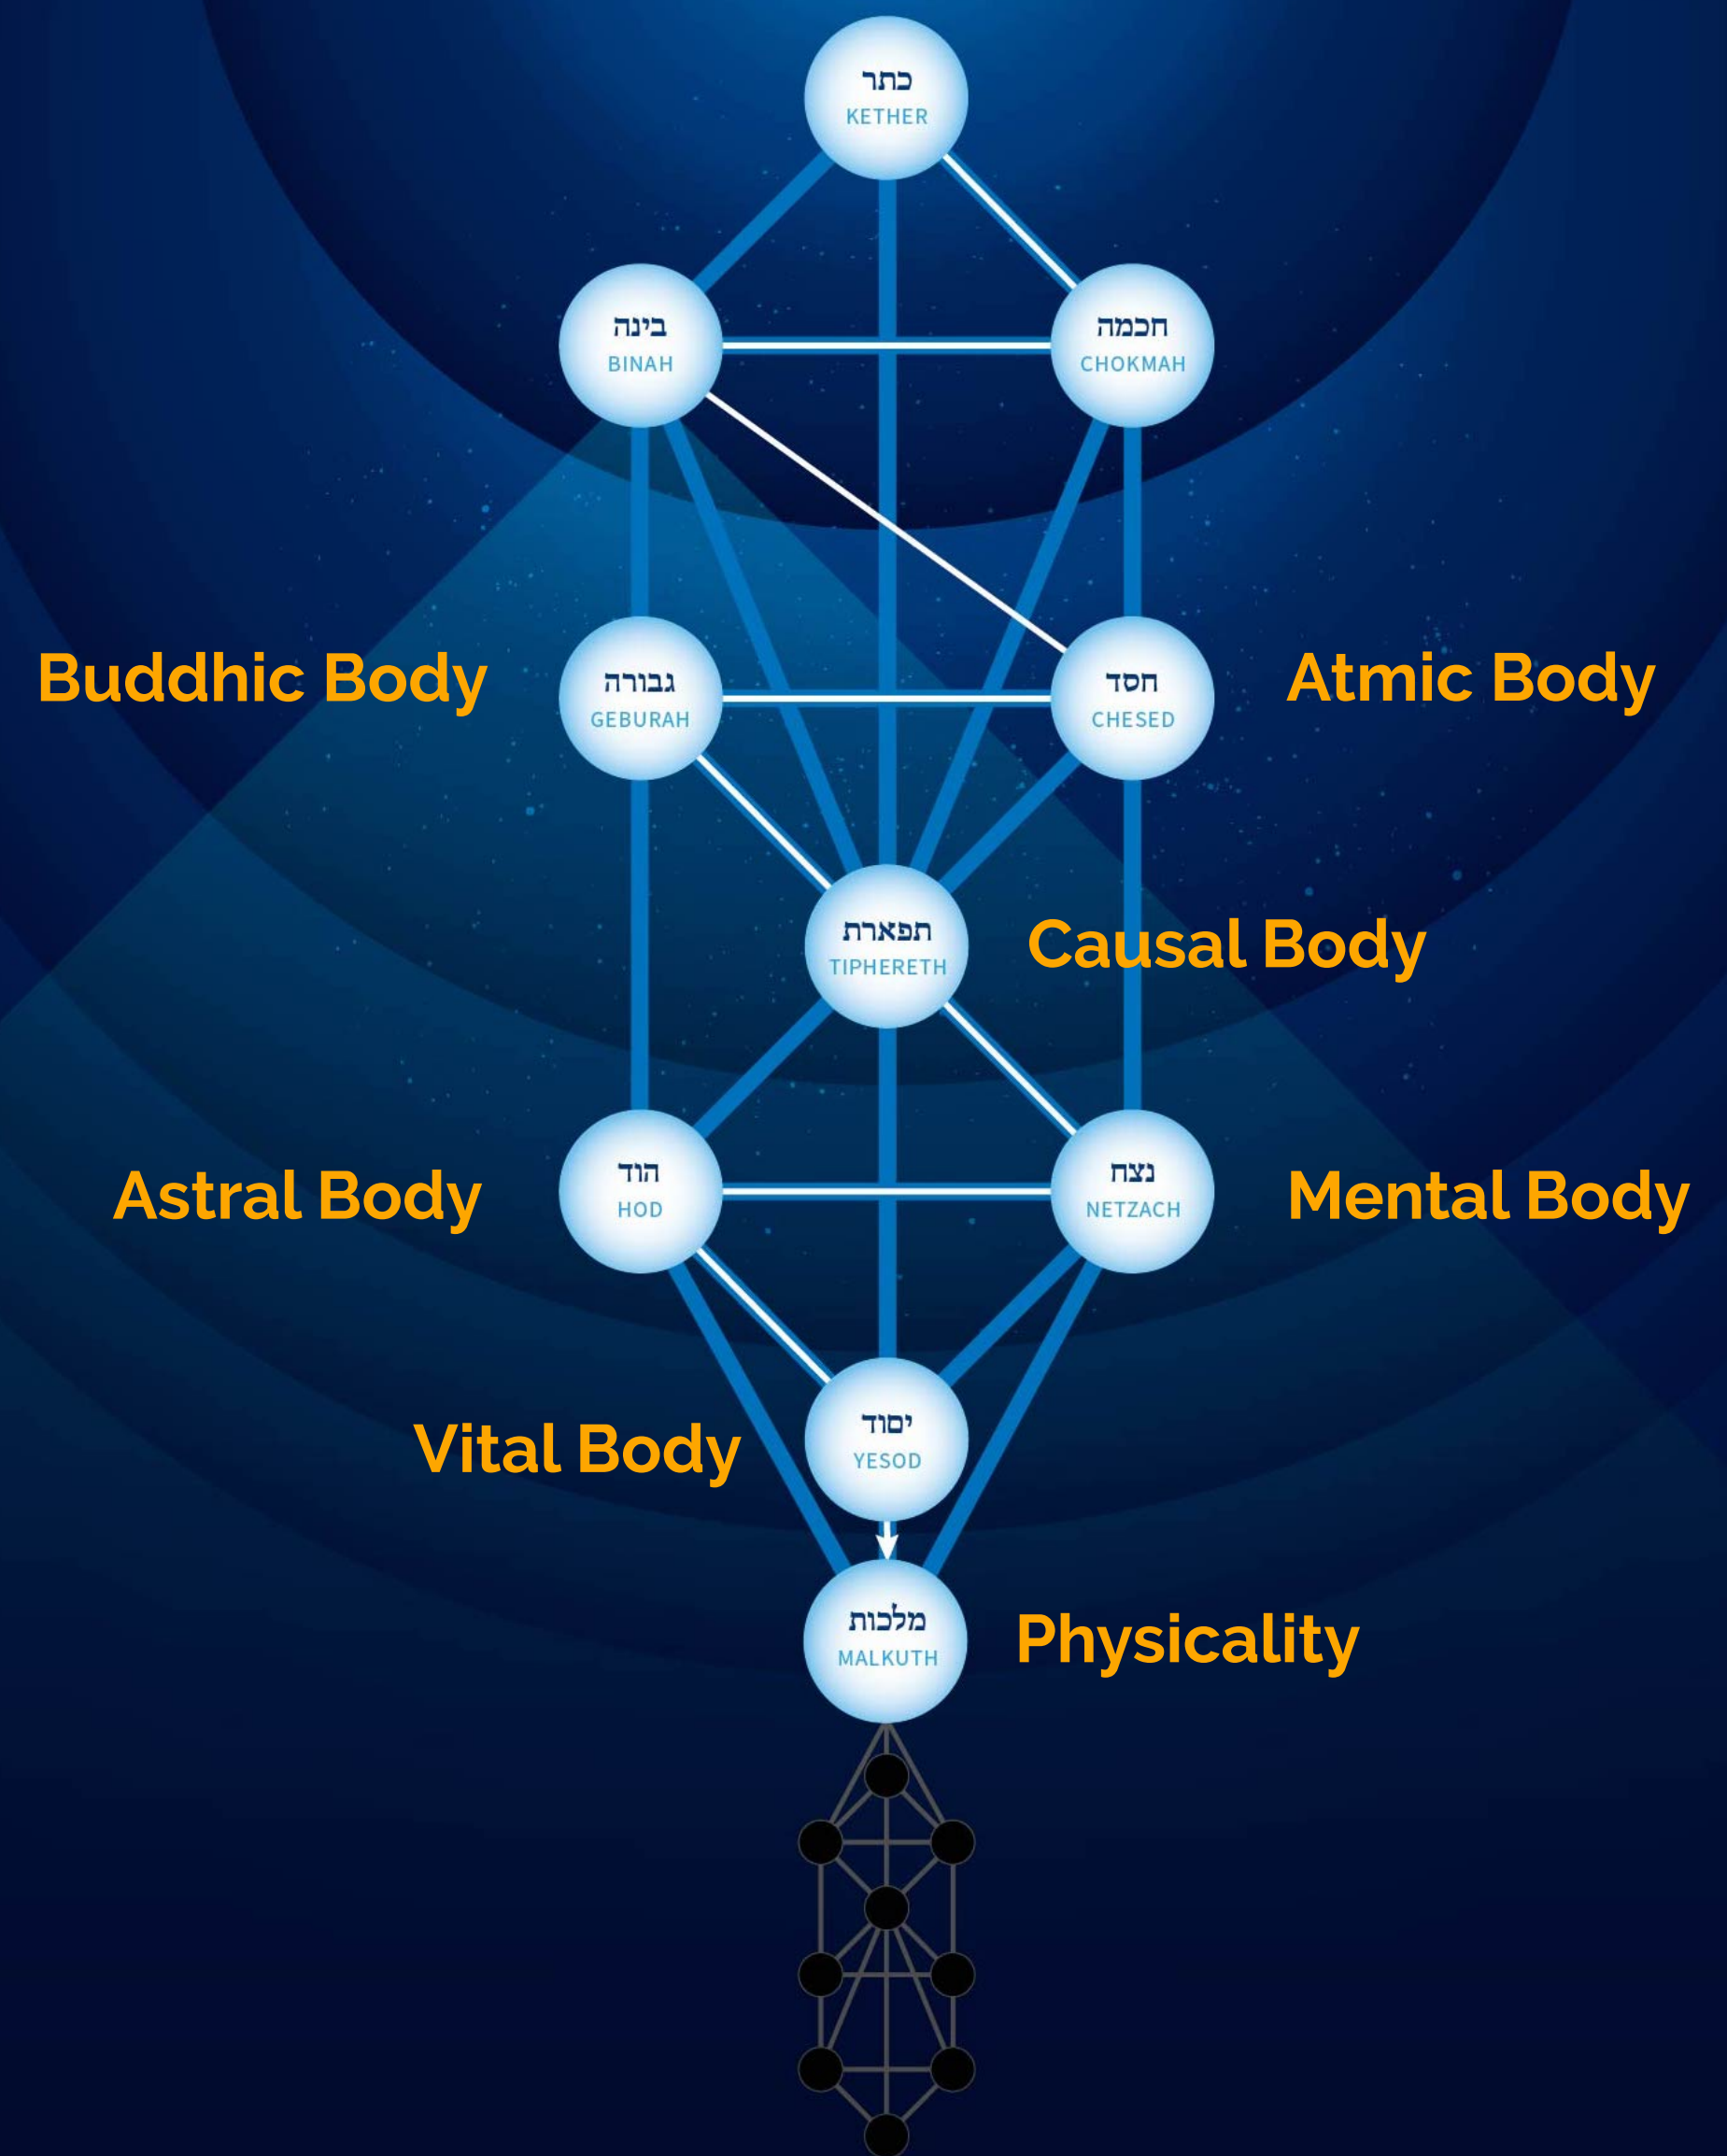 כתר
KETHER
בינה
BINAH
חכמה
CHOKMAH
Buddhic Body
גבורה
GEBURAH
חסד
CHESED
Atmic Body
תפארת
TIPHERETH
Causal Body
Astral Body
הוד
HOD
נצח
NETZACH
Mental Body
Vital Body
יסוד
YESOD
מלכות
MALKUTH
Physicality